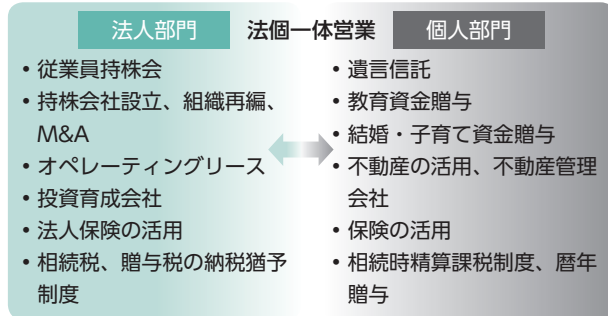 法人部門
法個一体営業
個人部門
• 従業員持株会
• 持株会社設立、組織再編、
M&A
• オペレーティングリース
• 投資育成会社
• 法人保険の活用
• 相続税、贈与税の納税猶予
制度
• 遺言信託
• 教育資金贈与
• 結婚・子育て資金贈与
• 不動産の活用、不動産管理
会社
• 保険の活用
• 相続時精算課税制度、暦年
贈与